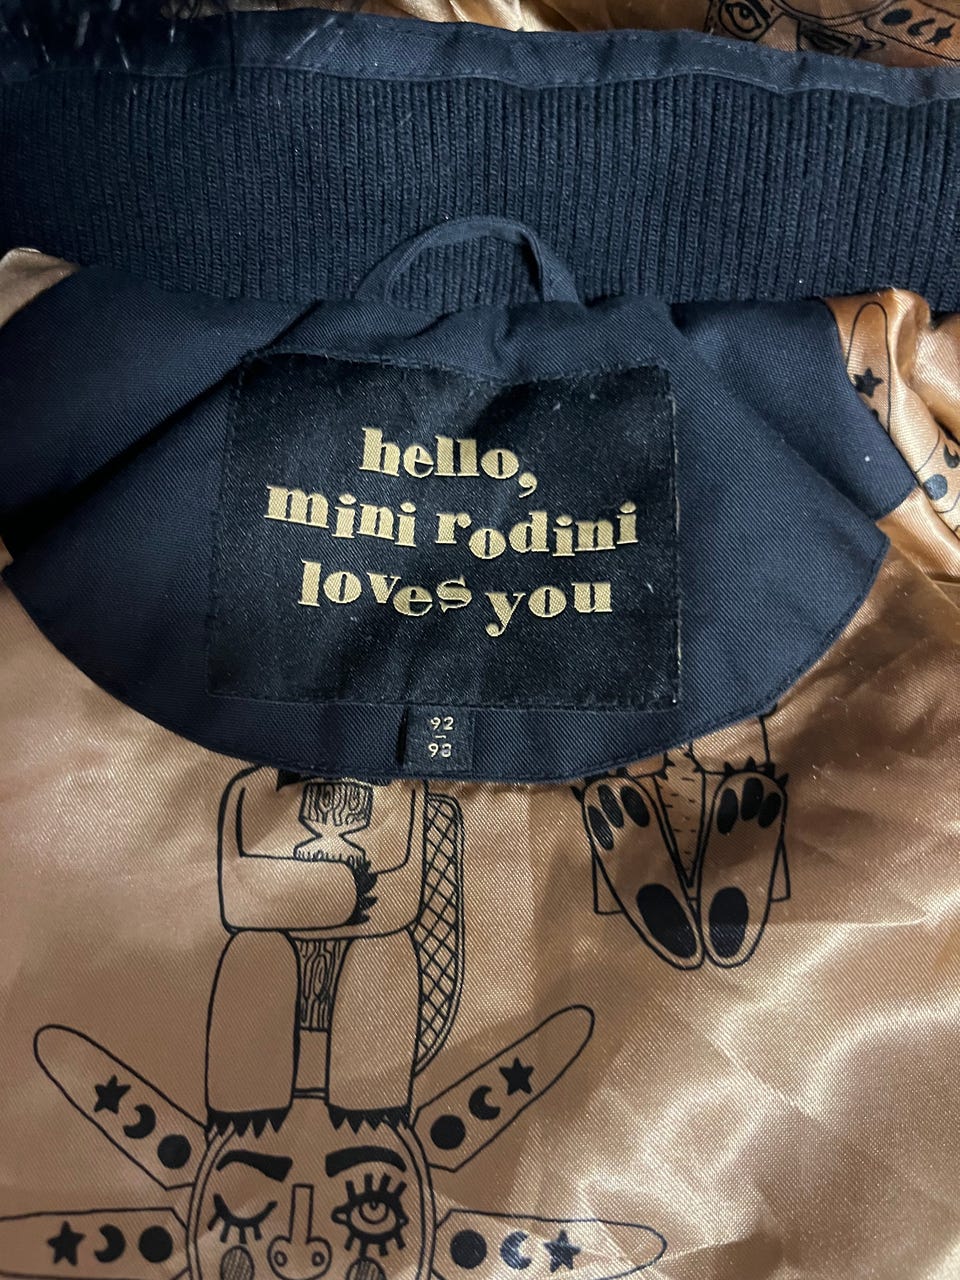 hello,
mini rodini
loves you
92
–
98